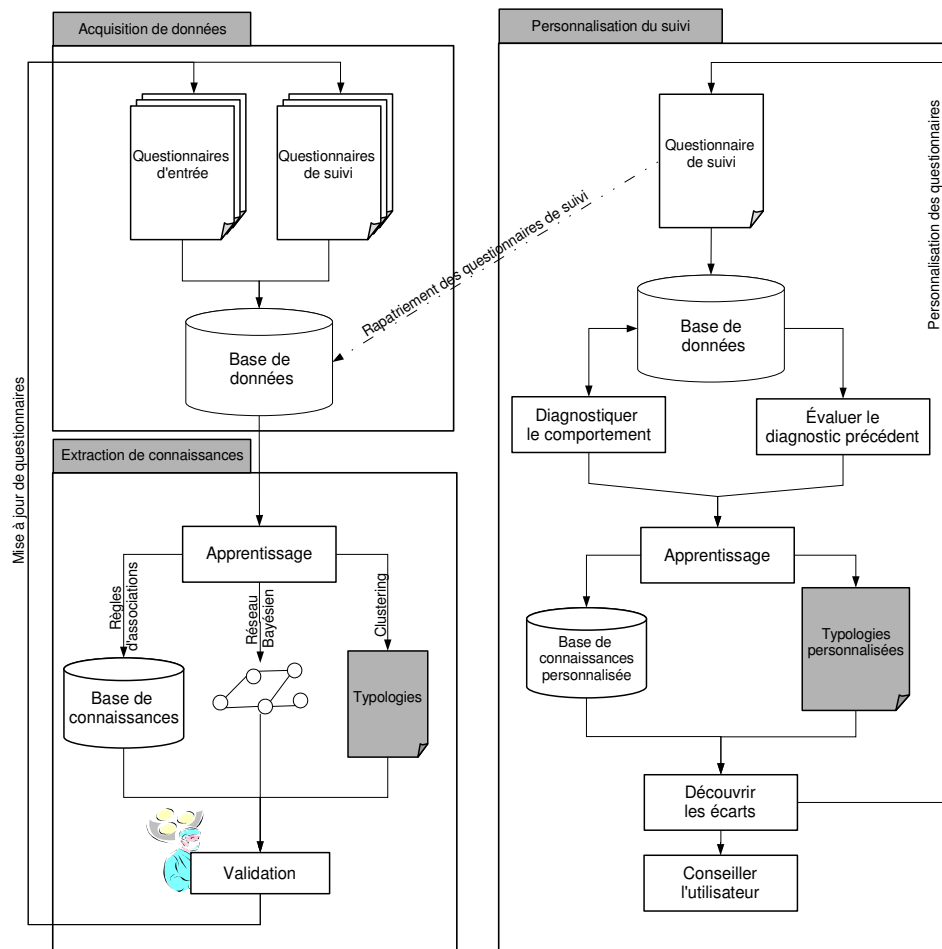 Acquisition de données
Questionnaires
d'entrée
Questionnaires
de suivi
Base de
données
Mise à jour de questionnaires
Extraction de connaissances
Apprentissage
Règles
d'associations
Réseau
Bayésien
Clustering
Base de
connaissances
Typologies
Validation
Rapatriement des questionnaires de suivi
Personnalisation du suivi
Questionnaire
de suivi
Personnalisation des questionnaires
Base de
données
Diagnostiquer
le comportement
Évaluer le
diagnostic précédent
Apprentissage
Base de
connaissances
personnalisée
Typologies
personnalisées
Découvrir
les écarts
Conseiller
l'utilisateur